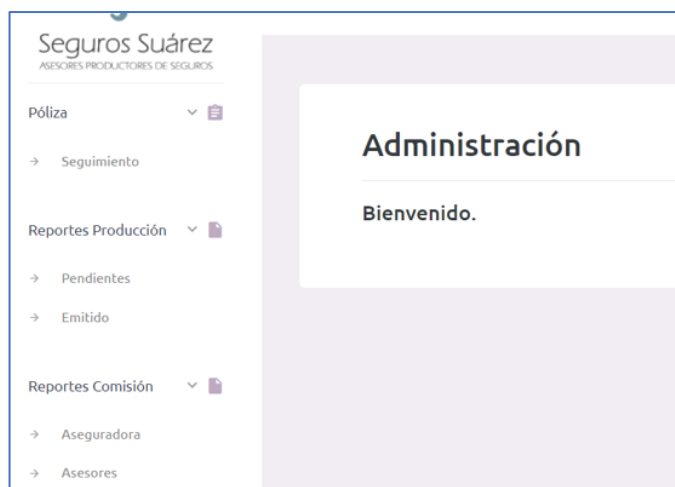 Seguros Suárez
ASESORES PRODUCTORES DE SEGUROS
Póliza
Seguimiento
Reportes Producción
Pendientes
Emitido
Reportes Comisión
Aseguradora
Asesores
Administración
Bienvenido.